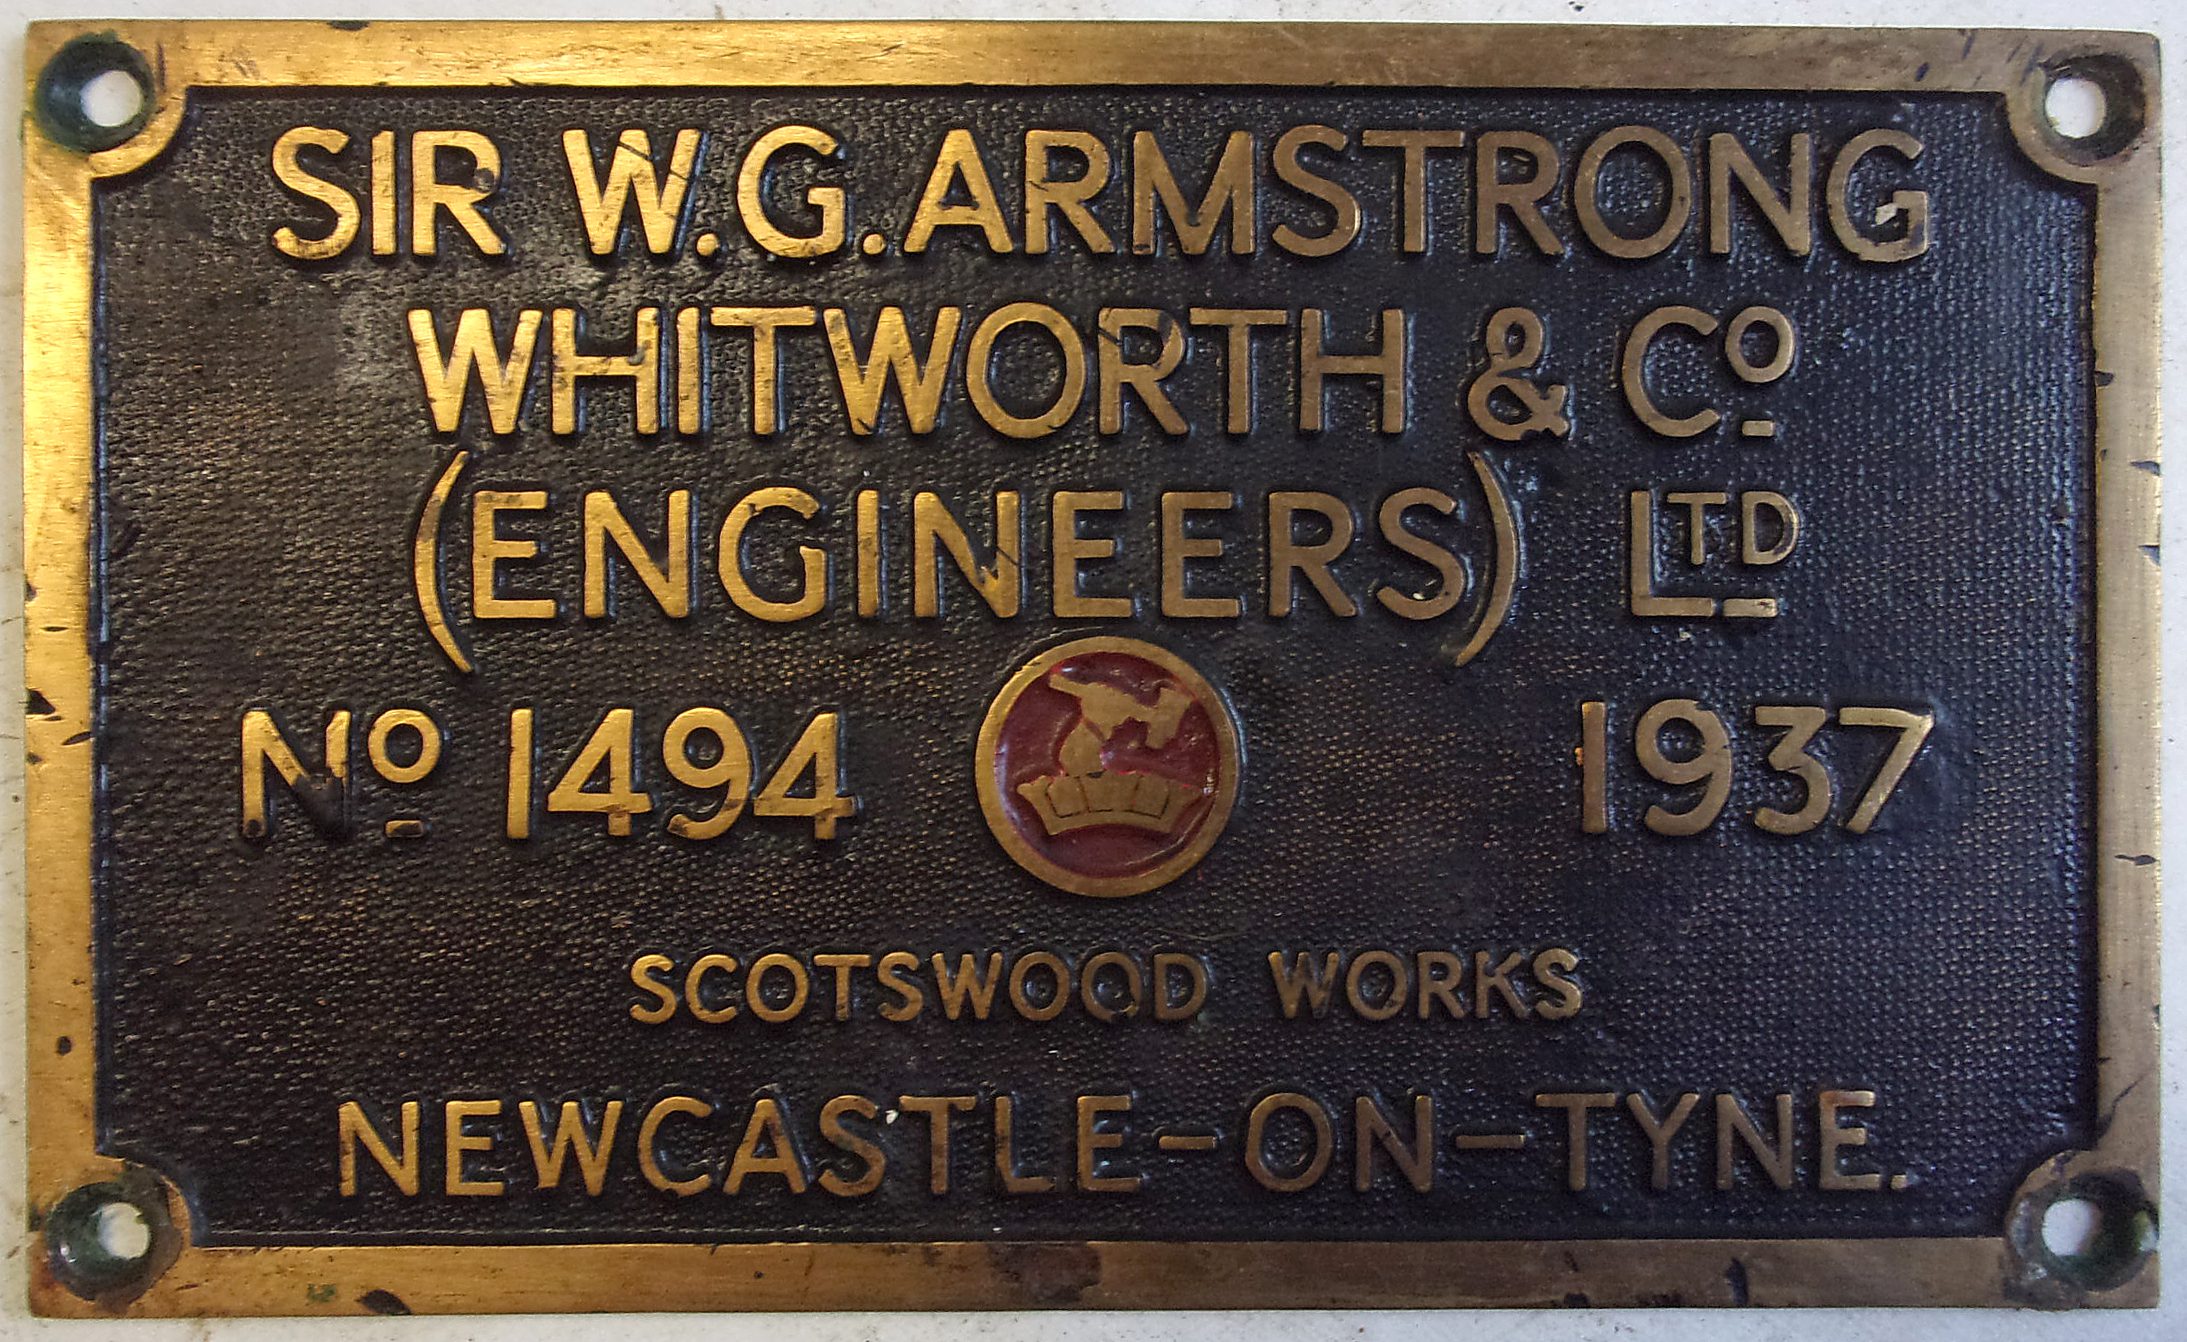 SIR W.G.ARMSTRONG
WHITWORTH & Cº
(ENGINEERS) LTD
Nº 1494 1937
SCOTSWOOD WORKS
NEWCASTLE-ON-TYNE.